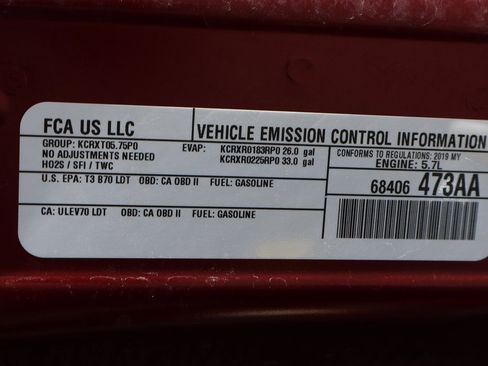 FCA US LLC
VEHICLE EMISSION CONTROL INFORMATION
GROUP: KCRXT05.75P0 EVAP: KCRXR0183RP0 26.0 gal
CONFORMS TO REGULATIONS: 2019 MY
NO ADJUSTMENTS NEEDED KCRXR0225RP0 33.0 gal
ENGINE: 5.7L
HO2S / SFI / TWC
U.S. EPA: T3 B70 LDT OBD: CA OBD II FUEL: GASOLINE
68406 473AA
CA: ULEV70 LDT OBD: CA OBD II FUEL: GASOLINE